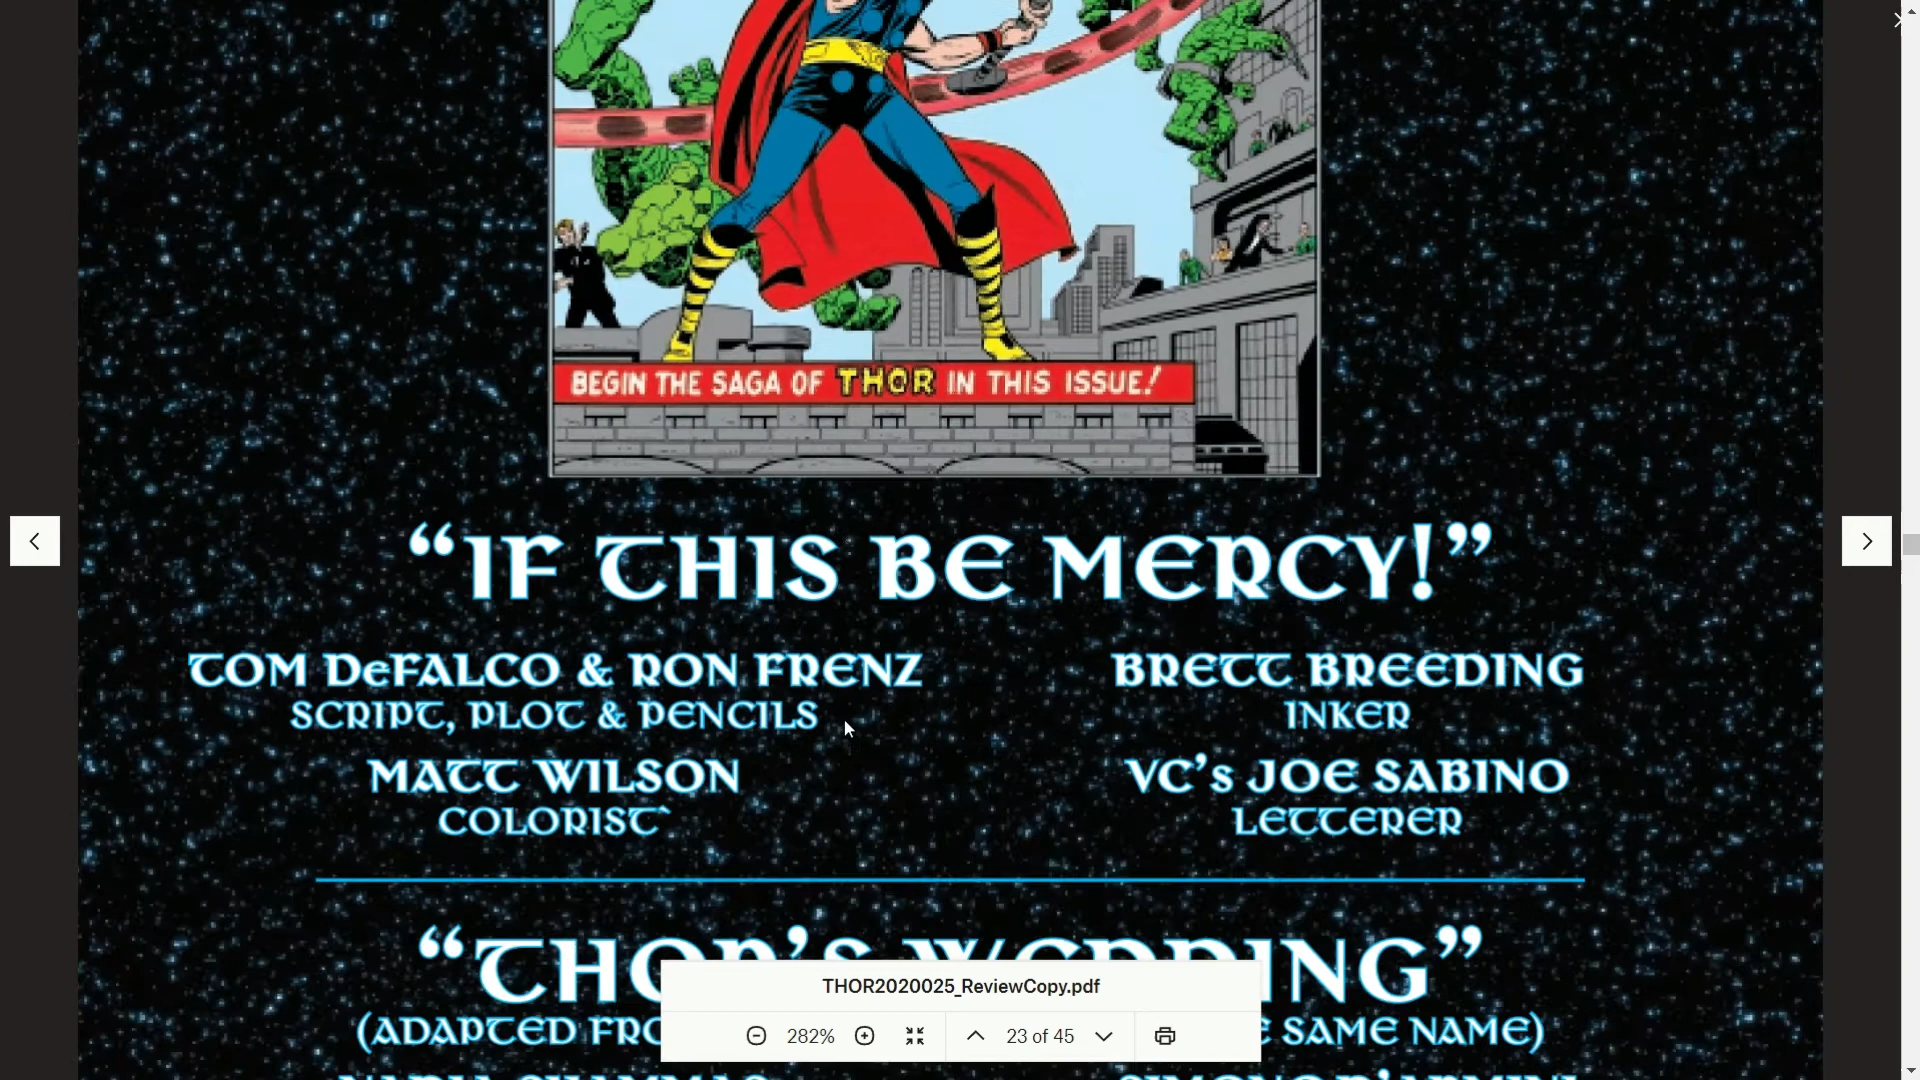 BEGIN THE SAGA OF THOR IN THIS ISSUE!
“IF THIS BE MERCY!”
TOM DeFALCO & RON FRENZ
SCRIPT, PLOT & PENCILS
BRETT BREEDING
INKER
MATT WILSON
COLORIST`
VC’s JOE SABINO
LETTERER
“THOR’S WEDDING”
(ADAPTED FRO
E SAME NAME)
THOR2020025_ReviewCopy.pdf
282%
23 of 45